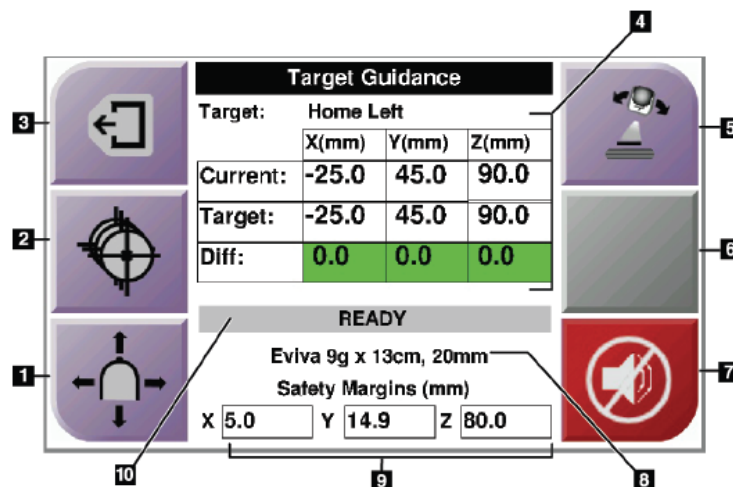 4
Target Guidance
3
Target: Home Left
5
X(mm) Y(mm) Z(mm)
Current: -25.0 45.0 90.0
Target: -25.0 45.0 90.0
2
6
Diff: 0.0 0.0 0.0
READY
Eviva 9g x 13cm, 20mm
1
7
Safety Margins (mm)
X 5.0 Y 14.9 Z 80.0
10
9
8